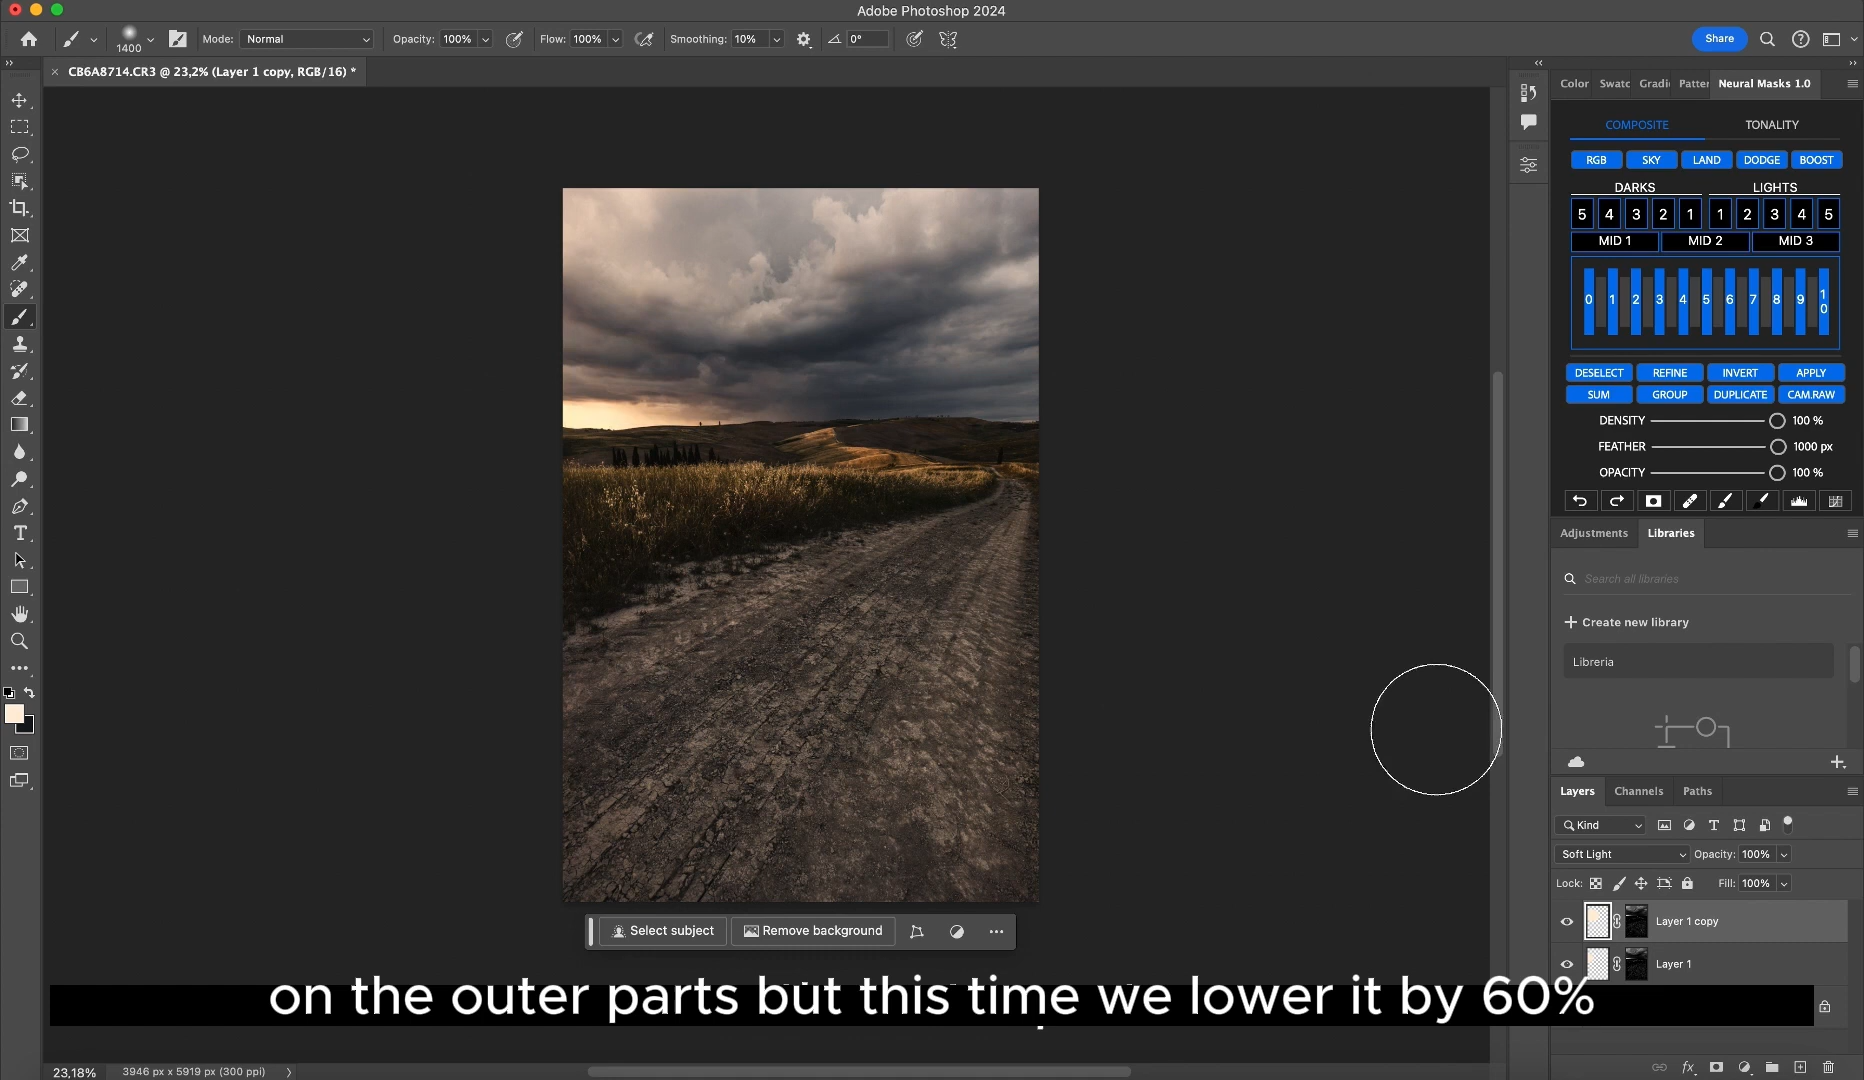 Adobe Photoshop 2024
1400
Mode: Normal
Opacity: 100%
Flow: 100%
Smoothing: 10%
0°
Share
CB6A8714.CR3 @ 23,2% (Layer 1 copy, RGB/16) *
Color
Swatc
Gradi
Patter
Neural Masks 1.0
COMPOSITE
TONALITY
RGB
SKY
LAND
DODGE
BOOST
DARKS
LIGHTS
5 4 3 2 1 1 2 3 4 5
MID 1
MID 2
MID 3
0 1 2 3 4 5 6 7 8 9 10
DESELECT
REFINE
INVERT
APPLY
SUM
GROUP
DUPLICATE
CAM.RAW
DENSITY 100 %
FEATHER 1000 px
OPACITY 100 %
Adjustments
Libraries
Search all libraries
Create new library
Libreria
Layers
Channels
Paths
Kind
Soft Light
Opacity: 100%
Lock:
Fill: 100%
Layer 1 copy
Layer 1
Select subject
Remove background
on the outer parts but this time we lower it by 60%
23,18%
3946 px x 5919 px (300 ppi)